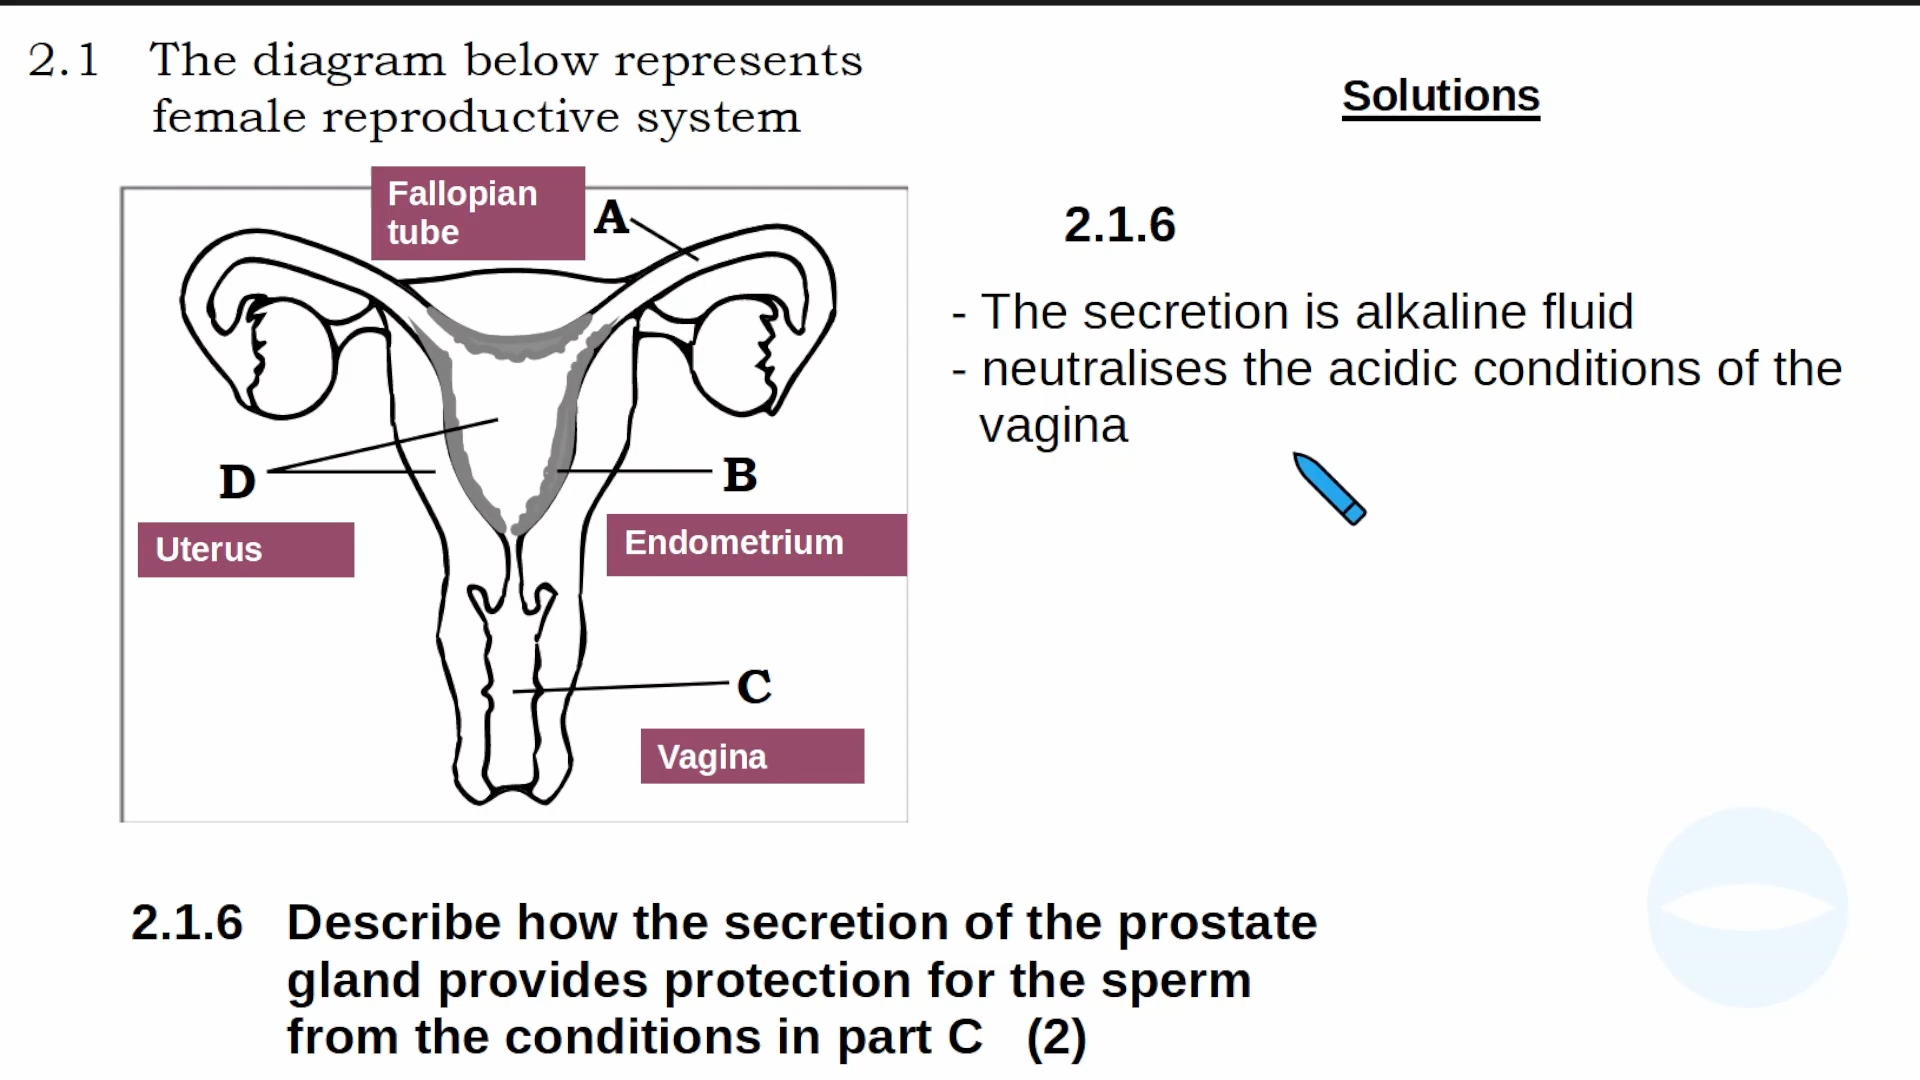 2.1 The diagram below represents
female reproductive system
Solutions
Fallopian
tube
A
2.1.6
- The secretion is alkaline fluid
- neutralises the acidic conditions of the
vagina
D
B
Uterus
Endometrium
C
Vagina
2.1.6 Describe how the secretion of the prostate
gland provides protection for the sperm
from the conditions in part C (2)